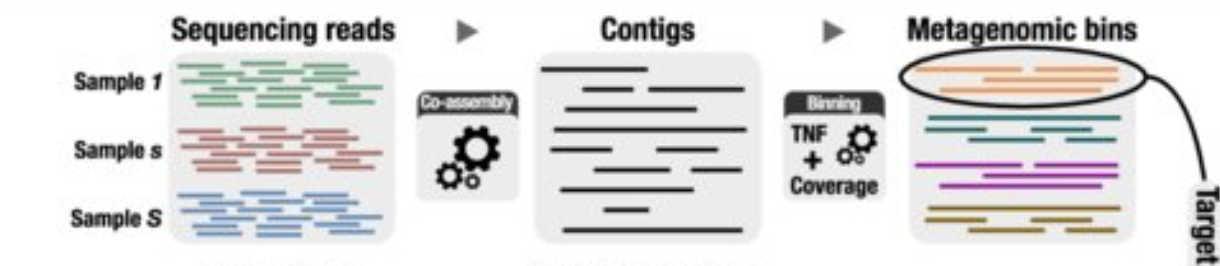 Sequencing reads
Contigs
Metagenomic bins
Sample 1
Sample s
Sample S
Co-assembly
Binning
TNF
+
Coverage
Target